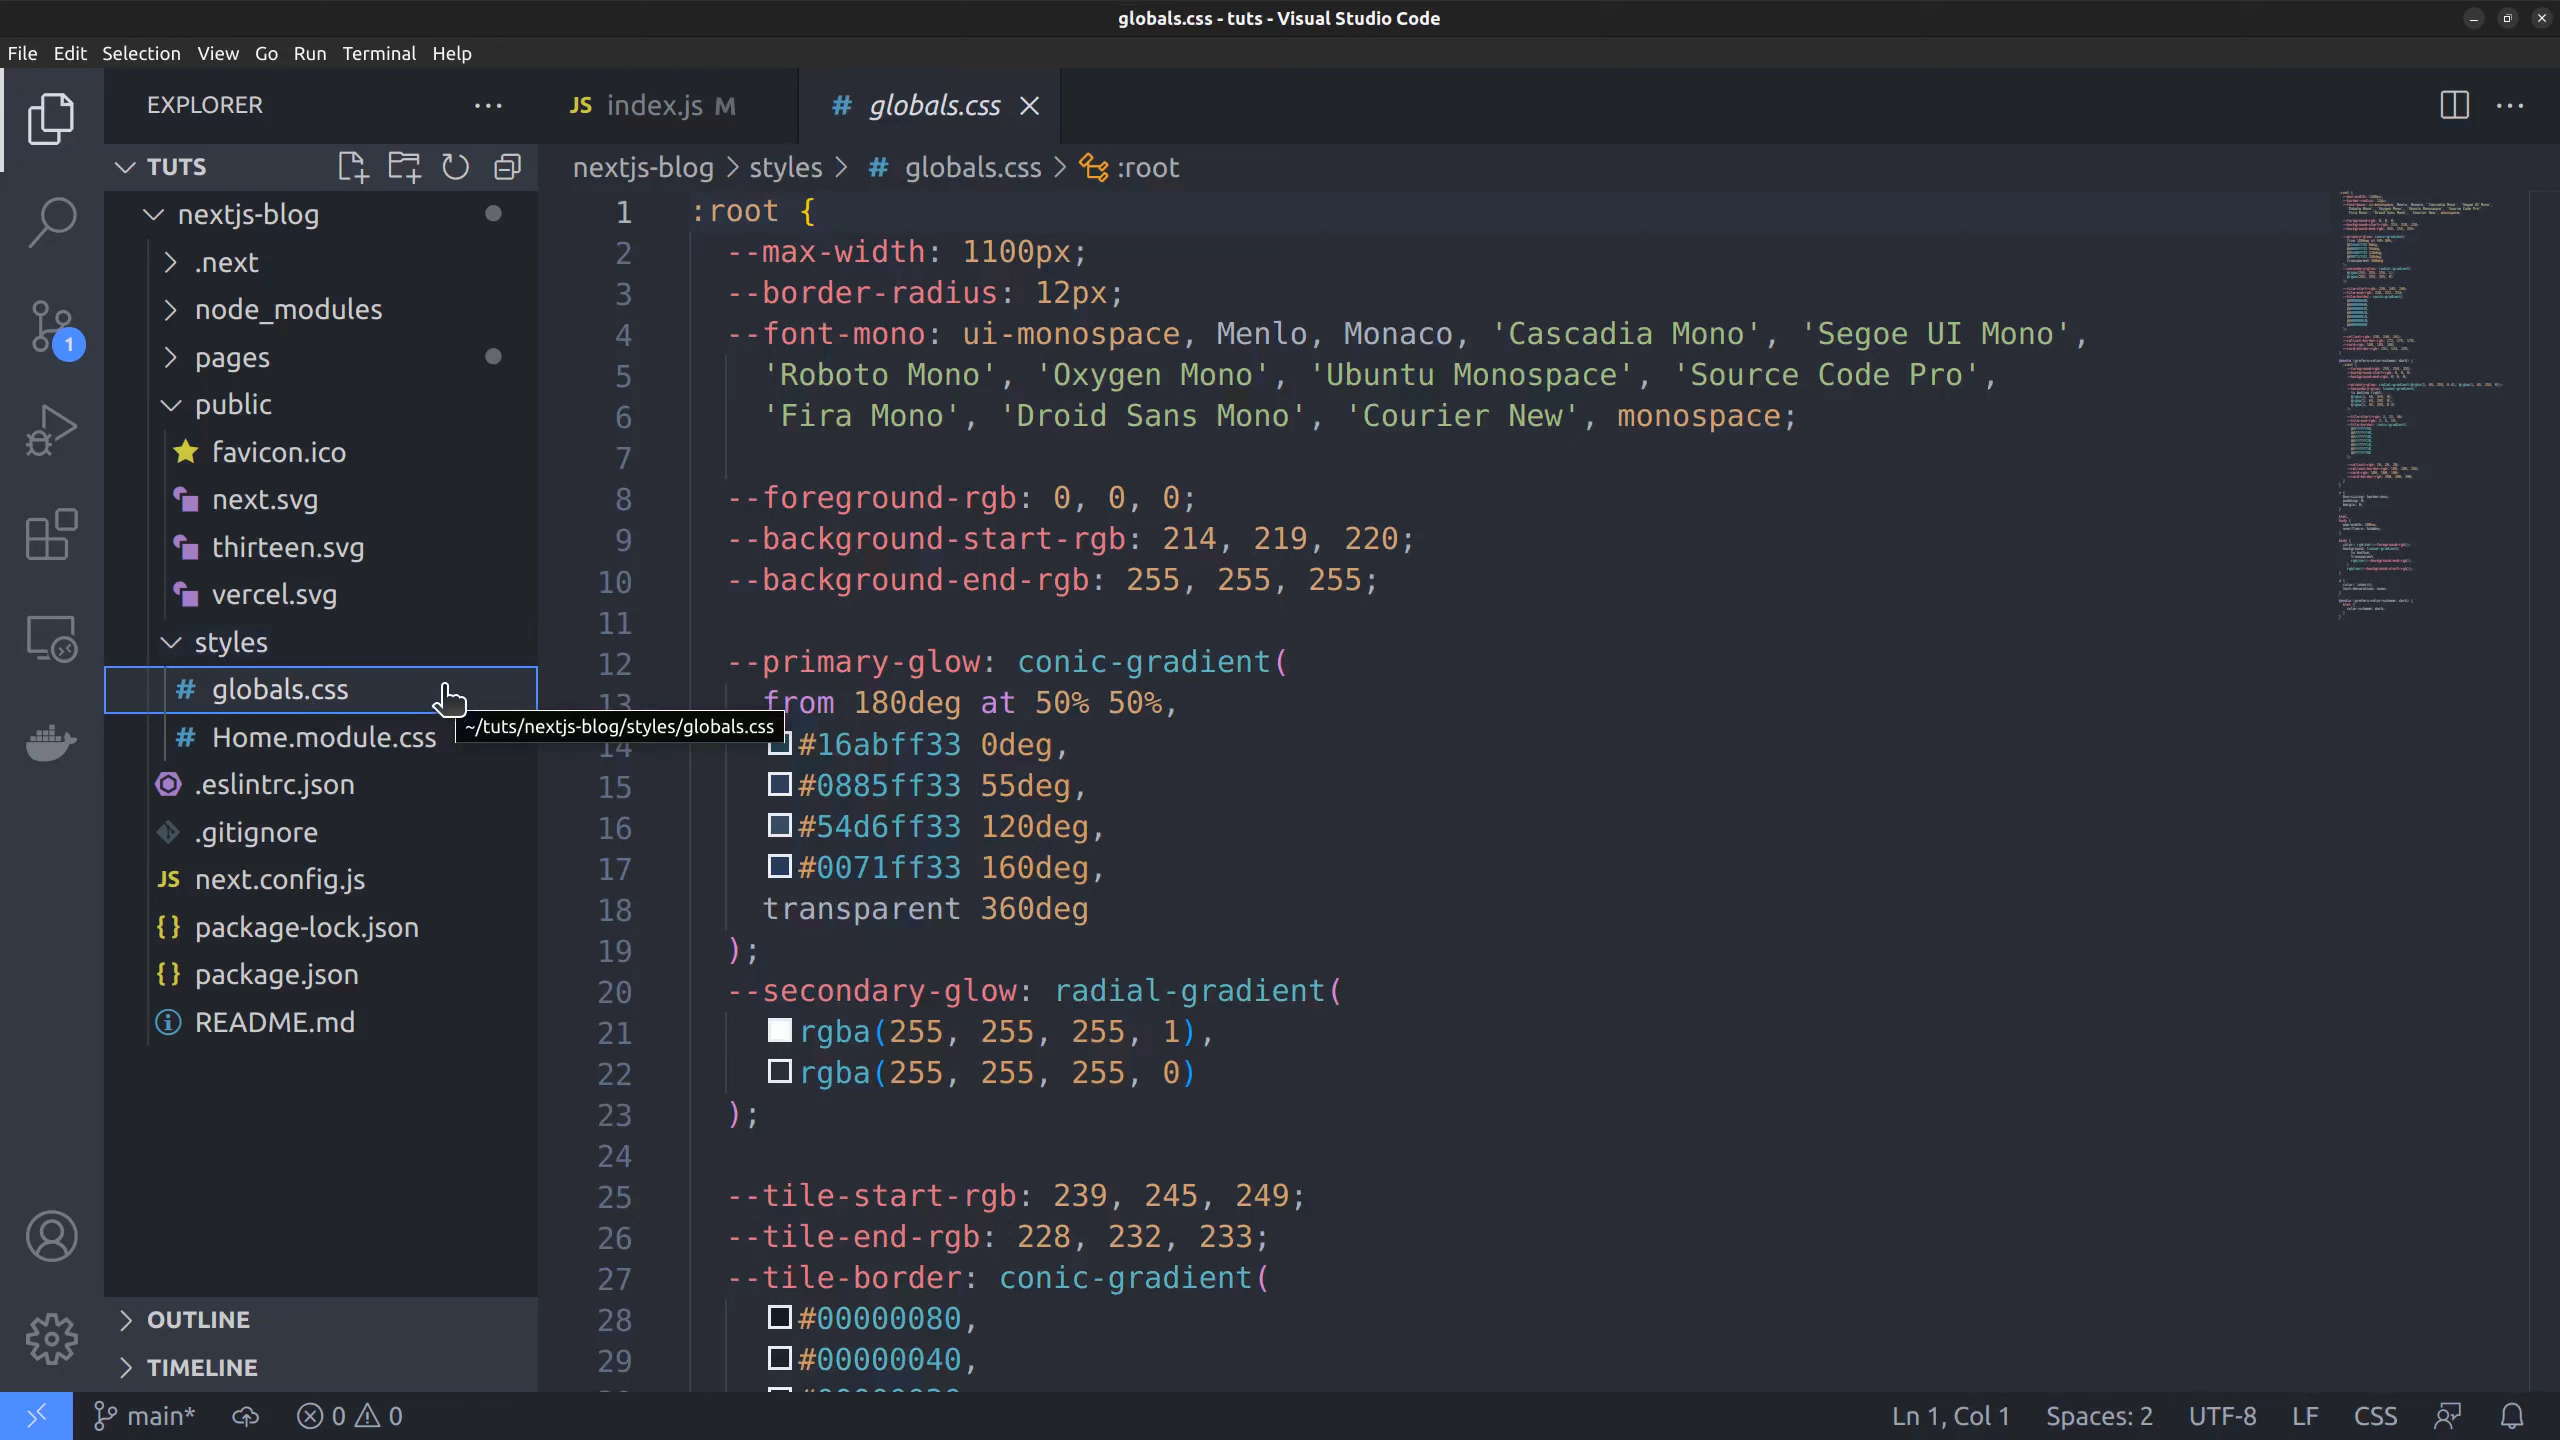 globals.css - tuts - Visual Studio Code
File Edit Selection View Go Run Terminal Help
EXPLORER
JS index.js M
# globals.css
TUTS
nextjs-blog > styles > # globals.css > :root
nextjs-blog
.next
node_modules
pages
public
favicon.ico
next.svg
thirteen.svg
vercel.svg
styles
# globals.css
# Home.module.css
.eslintrc.json
.gitignore
JS next.config.js
{} package-lock.json
{} package.json
README.md
OUTLINE
TIMELINE
1
~/tuts/nextjs-blog/styles/globals.css
1 :root {
2 --max-width: 1100px;
3 --border-radius: 12px;
4 --font-mono: ui-monospace, Menlo, Monaco, 'Cascadia Mono', 'Segoe UI Mono',
5 'Roboto Mono', 'Oxygen Mono', 'Ubuntu Monospace', 'Source Code Pro',
6 'Fira Mono', 'Droid Sans Mono', 'Courier New', monospace;
7
8 --foreground-rgb: 0, 0, 0;
9 --background-start-rgb: 214, 219, 220;
10 --background-end-rgb: 255, 255, 255;
11
12 --primary-glow: conic-gradient(
13 from 180deg at 50% 50%,
14 #16abff33 0deg,
15 #0885ff33 55deg,
16 #54d6ff33 120deg,
17 #0071ff33 160deg,
18 transparent 360deg
19 );
20 --secondary-glow: radial-gradient(
21 rgba(255, 255, 255, 1),
22 rgba(255, 255, 255, 0)
23 );
24
25 --tile-start-rgb: 239, 245, 249;
26 --tile-end-rgb: 228, 232, 233;
27 --tile-border: conic-gradient(
28 #00000080,
29 #00000040,
main* 0 0
Ln 1, Col 1 Spaces: 2 UTF-8 LF CSS